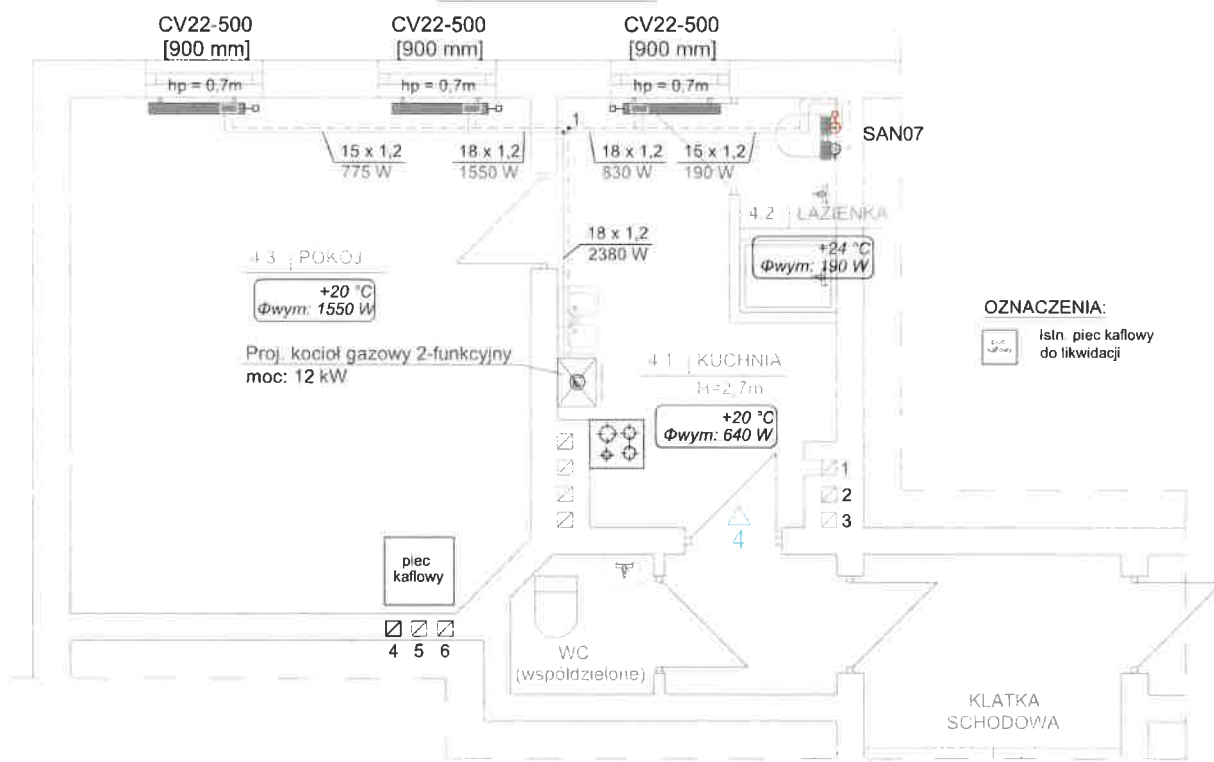 CV22-500
[900 mm]
hp = 0,7m
CV22-500
[900 mm]
hp = 0,7m
CV22-500
[900 mm]
hp = 0,7m
1
SAN07
15 x 1,2
775 W
18 x 1,2
1550 W
18 x 1,2
830 W
15 x 1,2
190 W
18 x 1,2
2380 W
4.2 ŁAZIENKA
+24 °C
Φwym: 190 W
4.3 POKÓJ
+20 °C
Φwym: 1550 W
Proj. kocioł gazowy 2-funkcyjny
moc: 12 kW
4.1 KUCHNIA
H=2,7m
+20 °C
Φwym: 640 W
OZNACZENIA:
piec
kaflowy
Istn. piec kaflowy
do likwidacji
1
2
3
4
piec
kaflowy
4 5 6
WC
(współdzielone)
KLATKA
SCHODOWA